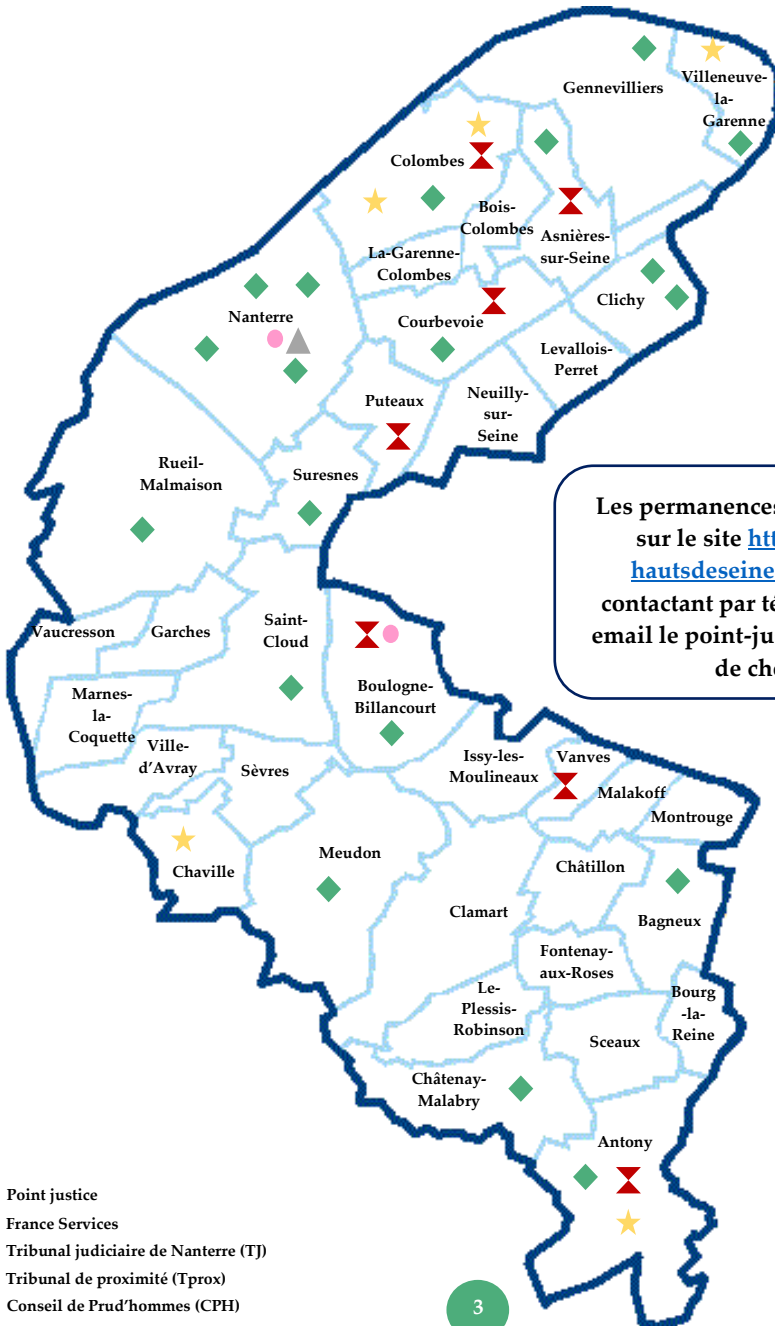 Gennevilliers
Villeneuve-
la-
Garenne
Colombes
Bois-
Colombes
Asnières-
sur-Seine
La-Garenne-
Colombes
Clichy
Nanterre
Courbevoie
Levallois-
Perret
Puteaux
Neuilly-
sur-
Seine
Rueil-
Malmaison
Suresnes
Les permanences
sur le site htt
hautsdeseine
contactant par té
email le point-ju
de che
Vaucresson
Garches
Saint-
Cloud
Marnes-
la-
Coquette
Boulogne-
Billancourt
Ville-
d’Avray
Sèvres
Issy-les-
Moulineaux
Vanves
Malakoff
Montrouge
Chaville
Meudon
Châtillon
Clamart
Bagneux
Fontenay-
aux-Roses
Le-
Plessis-
Robinson
Bourg
-la-
Reine
Sceaux
Châtenay-
Malabry
Antony
Point justice
France Services
Tribunal judiciaire de Nanterre (TJ)
Tribunal de proximité (Tprox)
Conseil de Prud’hommes (CPH)
3